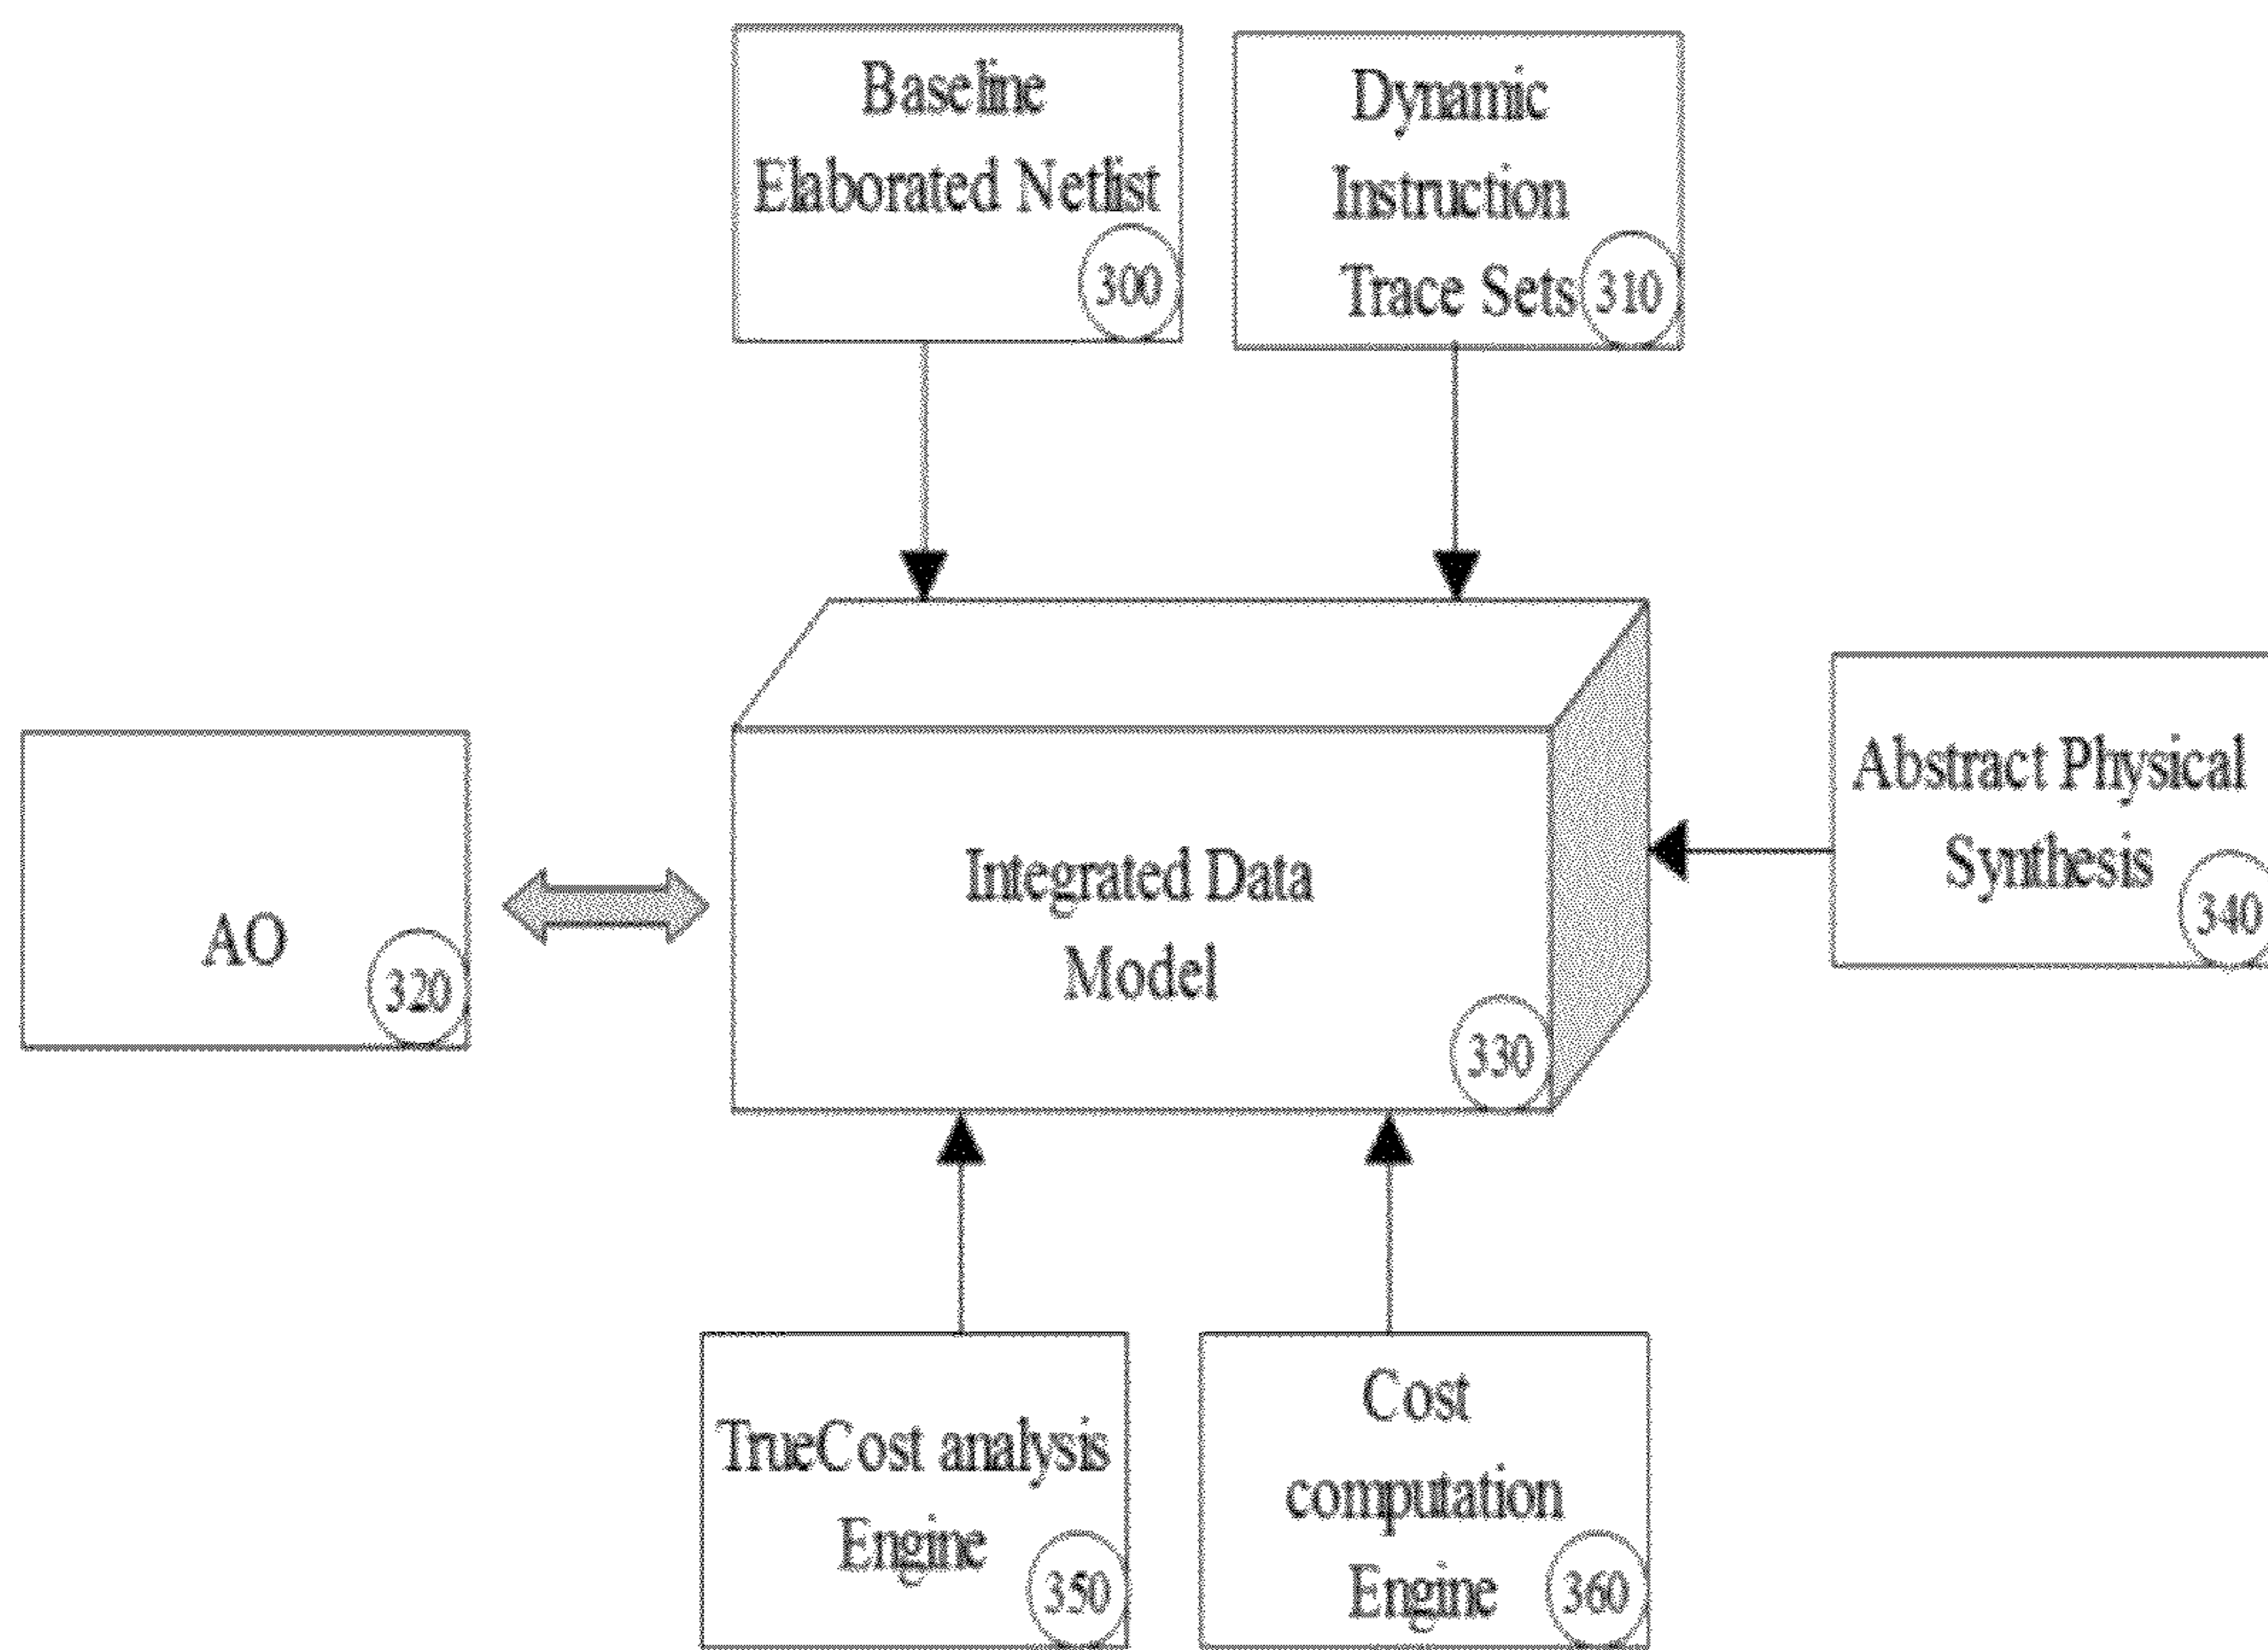 Baseline
Elaborated Netlist
300
Dynamic
Instruction
Trace Sets 310
AO
320
Integrated Data
Model
330
Abstract Physical
Synthesis
340
TrueCost analysis
Engine
350
Cost
computation
Engine 360